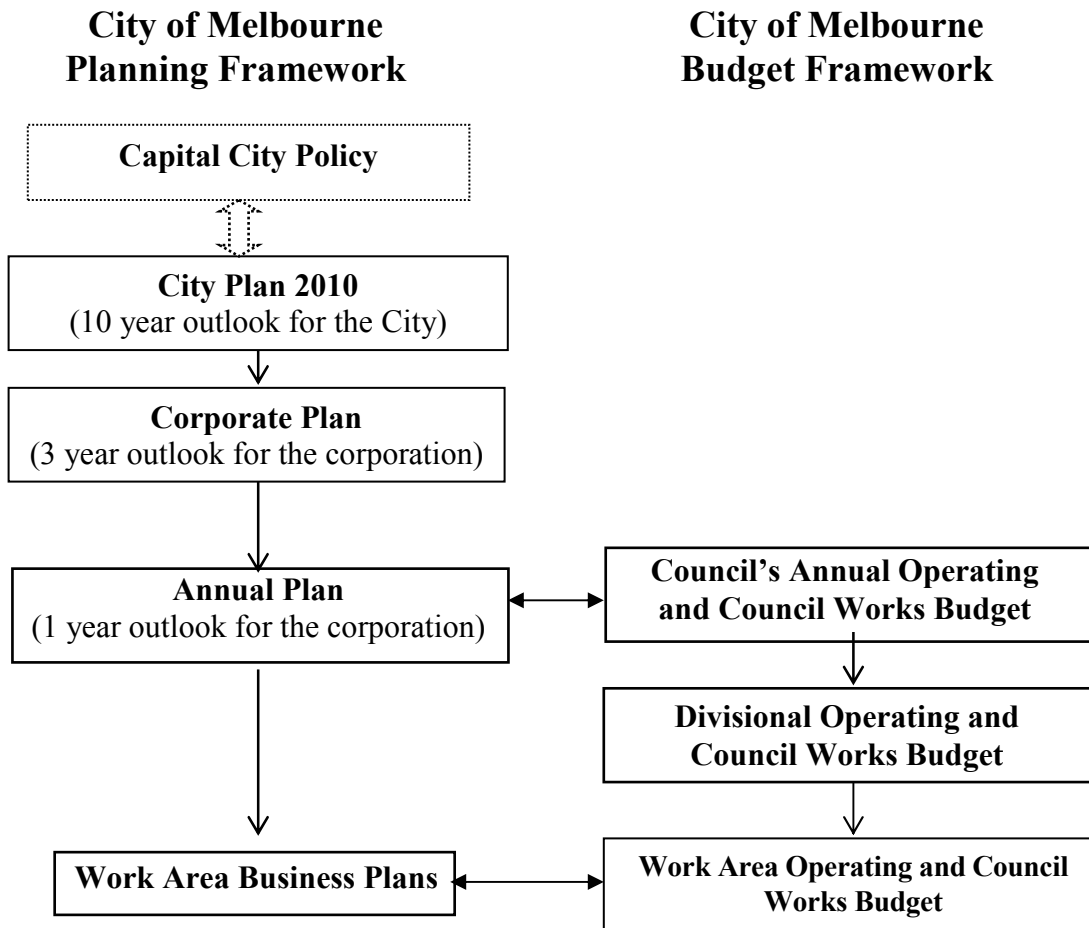 City of Melbourne
Planning Framework
City of Melbourne
Budget Framework
Capital City Policy
City Plan 2010
(10 year outlook for the City)
Corporate Plan
(3 year outlook for the corporation)
Annual Plan
(1 year outlook for the corporation)
Council’s Annual Operating
and Council Works Budget
Divisional Operating and
Council Works Budget
Work Area Business Plans
Work Area Operating and Council
Works Budget